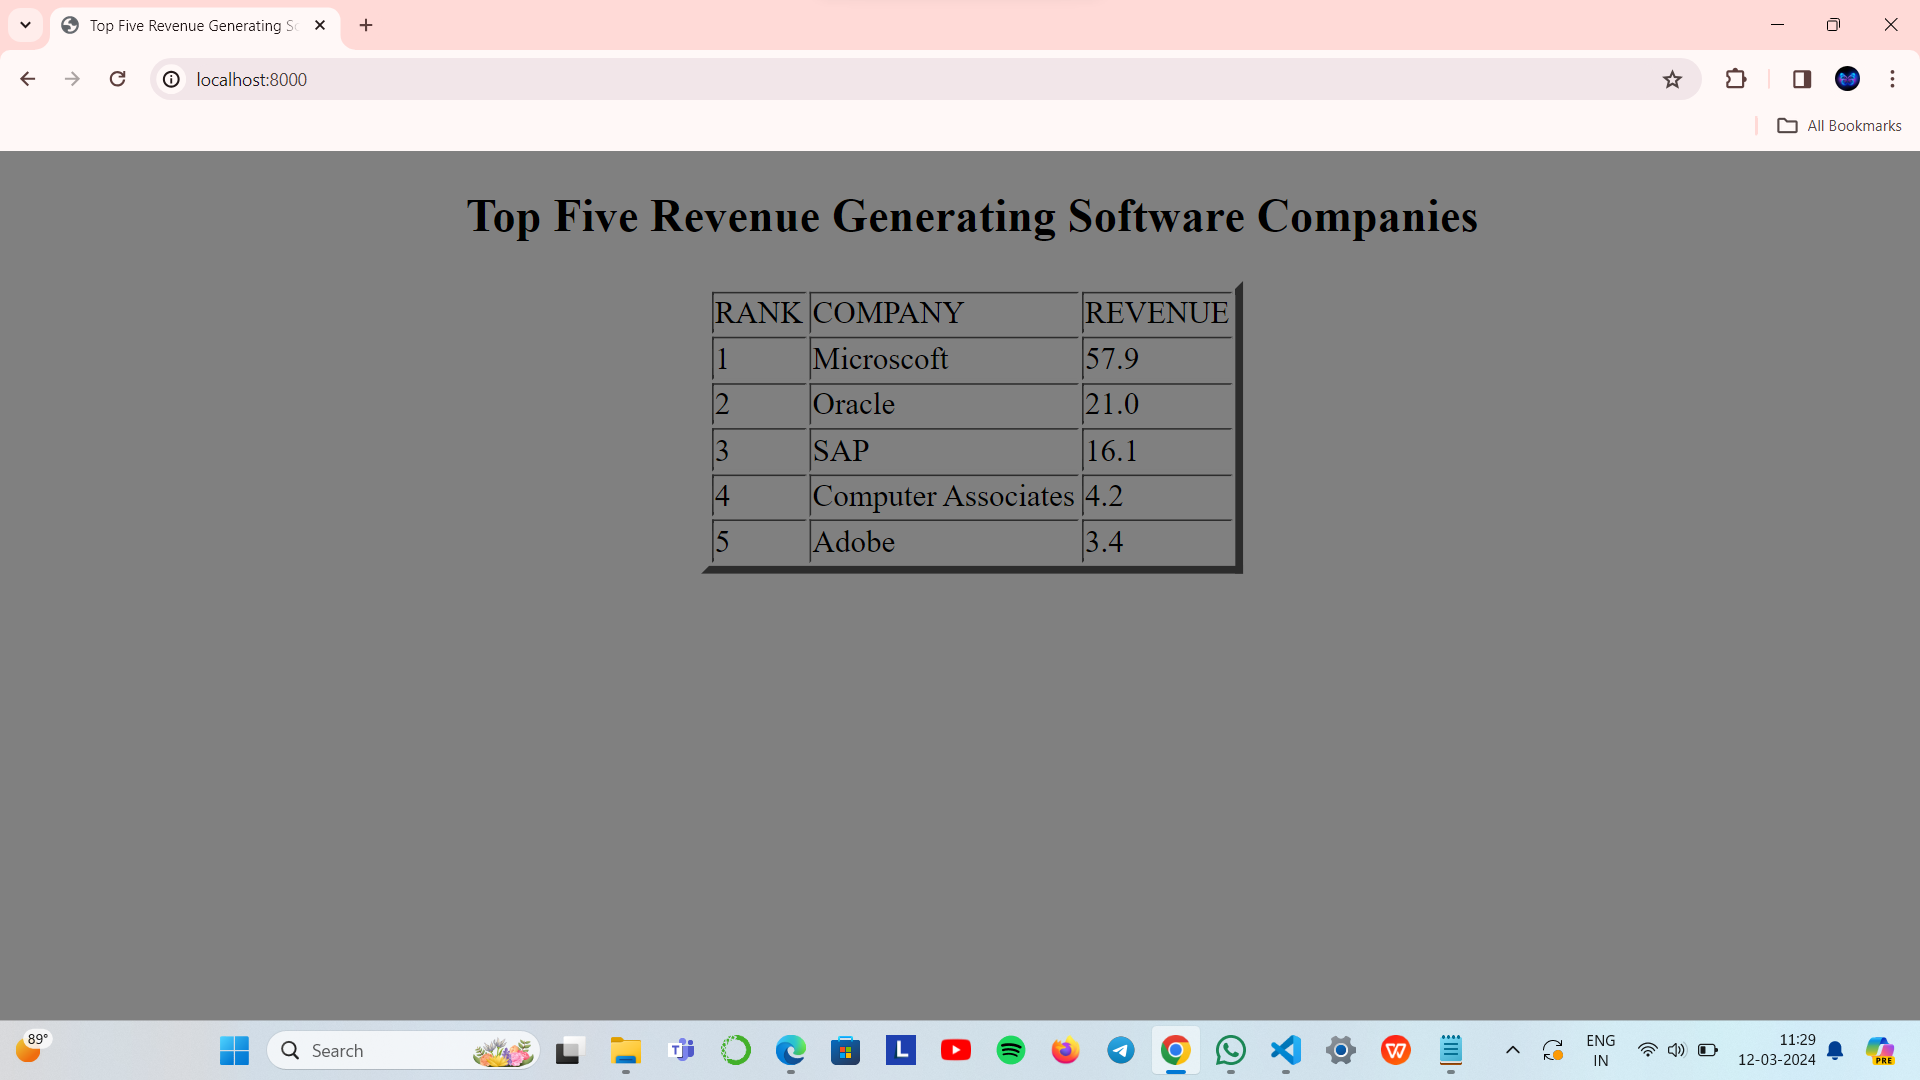 Top Five Revenue Generating So
localhost:8000
All Bookmarks
Top Five Revenue Generating Software Companies
RANK COMPANY REVENUE
1 Microscoft 57.9
2 Oracle 21.0
3 SAP 16.1
4 Computer Associates 4.2
5 Adobe 3.4
89°
Search
L
ENG
IN
11:29
12-03-2024
PRE